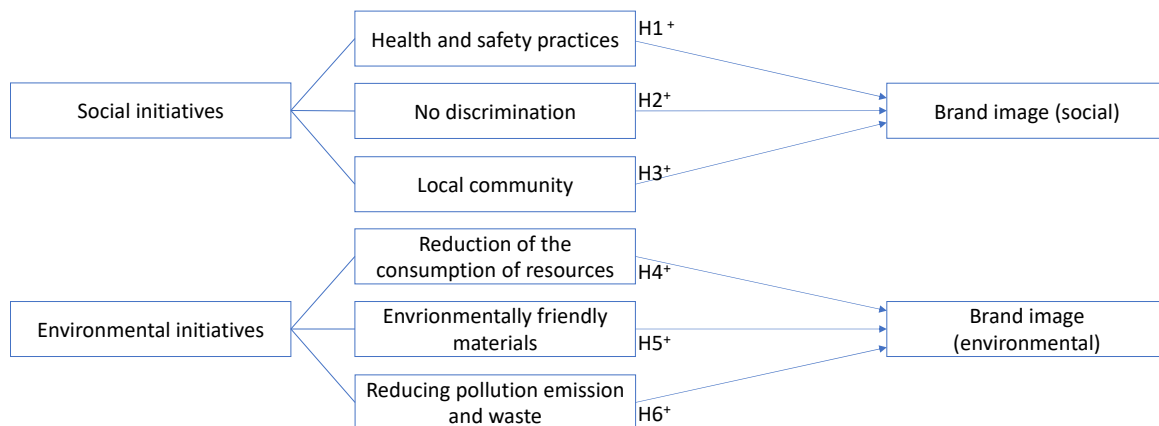 Health and safety practices
H1 +
Social initiatives
No discrimination
H2+
Brand image (social)
Local community
H3+
Reduction of the
consumption of resources
H4+
Environmental initiatives
Envrionmentally friendly
materials
H5+
Brand image
(environmental)
Reducing pollution emission
and waste
H6+